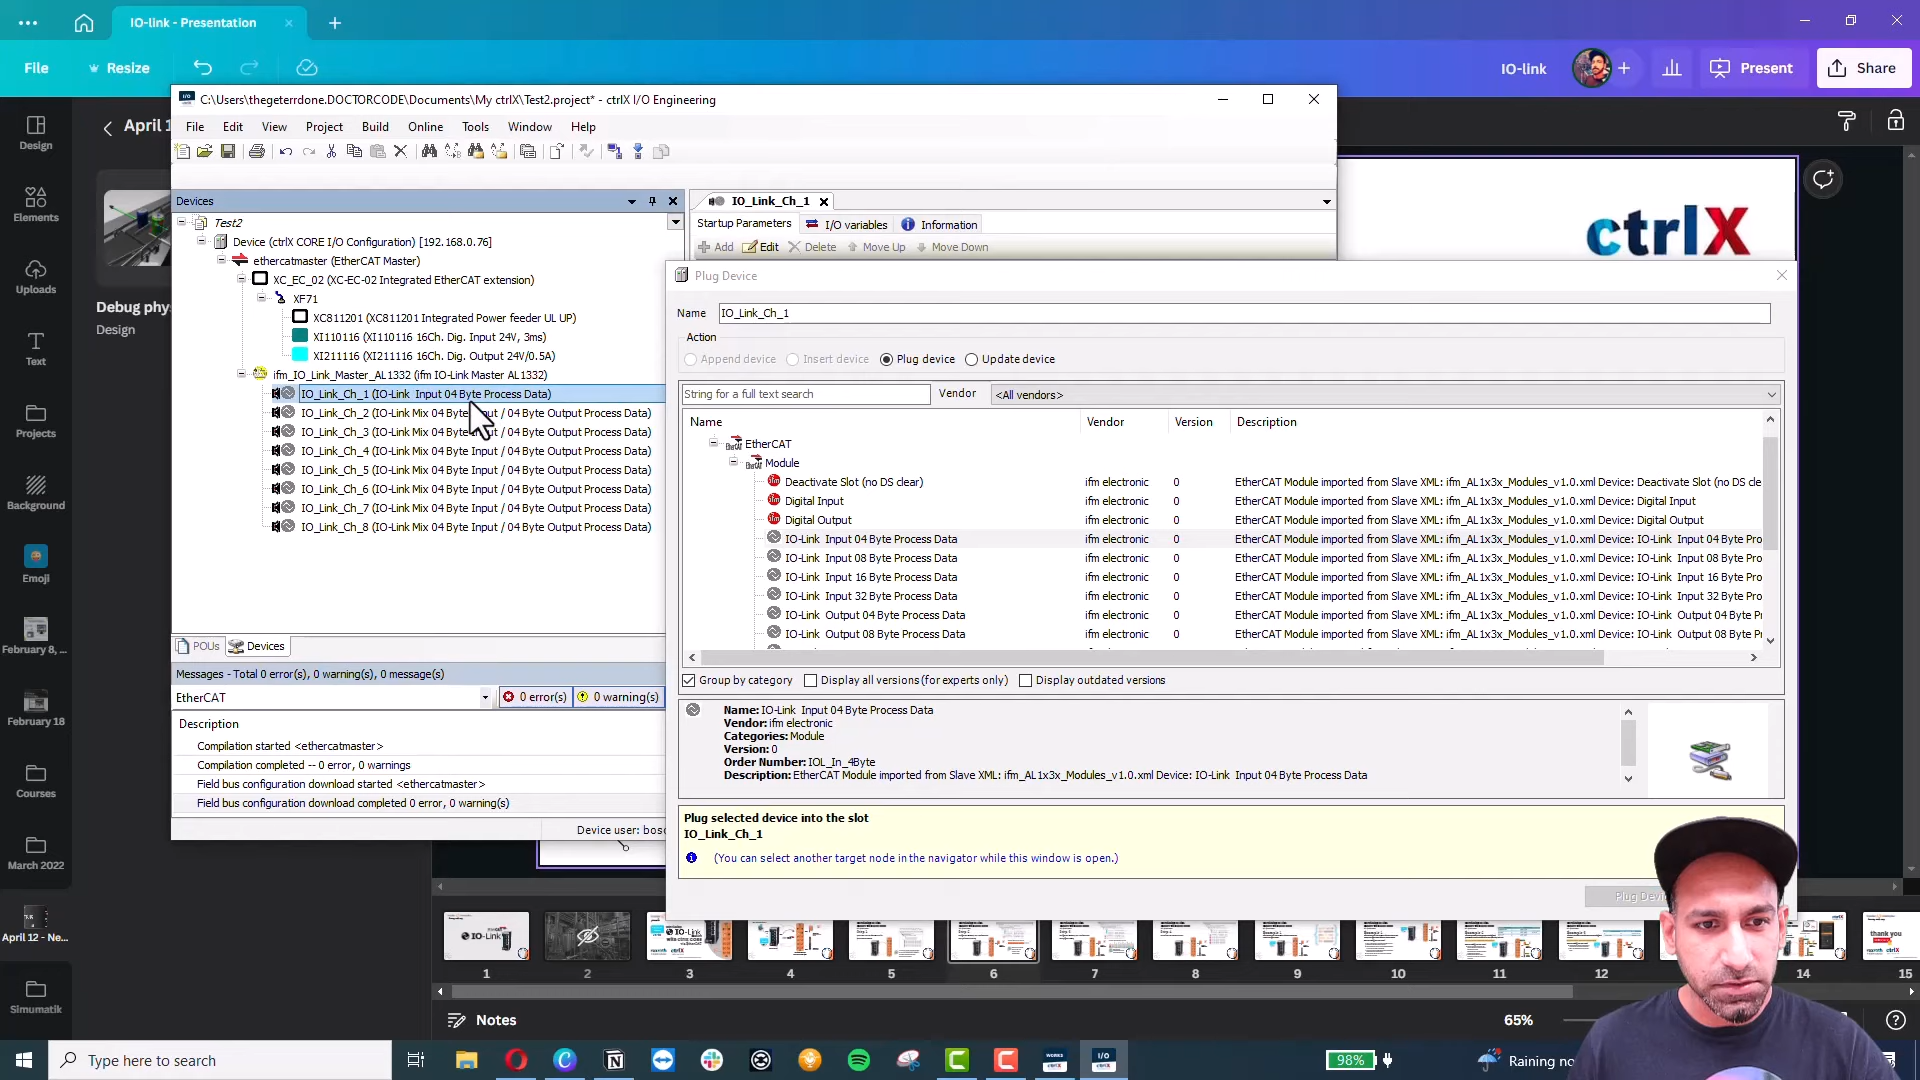 IO-link - Presentation
File
Resize
IO-link
Present
Share
Design
Elements
Uploads
Text
Projects
Background
Emoji
February 8, ...
February 18
Courses
March 2022
April 12 - Ne...
Simumatik
April 1
Debug phy
Design
I/O
C:\Users\thegeterrdone.DOCTORCODE\Documents\My ctrlX\Test2.project* - ctrlX I/O Engineering
File Edit View Project Build Online Tools Window Help
Devices
Test2
Device (ctrlX CORE I/O Configuration) [192.168.0.76]
ethercatmaster (EtherCAT Master)
XC_EC_02 (XC-EC-02 Integrated EtherCAT extension)
XF71
XC811201 (XC811201 Integrated Power feeder UL UP)
XI110116 (XI110116 16Ch. Dig. Input 24V, 3ms)
XI211116 (XI211116 16Ch. Dig. Output 24V/0.5A)
ifm_IO_Link_Master_AL1332 (ifm IO-Link Master AL1332)
IO_Link_Ch_1 (IO-Link Input 04 Byte Process Data)
IO_Link_Ch_2 (IO-Link Mix 04 Byte Input / 04 Byte Output Process Data)
IO_Link_Ch_3 (IO-Link Mix 04 Byte Input / 04 Byte Output Process Data)
IO_Link_Ch_4 (IO-Link Mix 04 Byte Input / 04 Byte Output Process Data)
IO_Link_Ch_5 (IO-Link Mix 04 Byte Input / 04 Byte Output Process Data)
IO_Link_Ch_6 (IO-Link Mix 04 Byte Input / 04 Byte Output Process Data)
IO_Link_Ch_7 (IO-Link Mix 04 Byte Input / 04 Byte Output Process Data)
IO_Link_Ch_8 (IO-Link Mix 04 Byte Input / 04 Byte Output Process Data)
POUs Devices
Messages - Total 0 error(s), 0 warning(s), 0 message(s)
EtherCAT 0 error(s) 0 warning(s)
Description
Compilation started <ethercatmaster>
Compilation completed -- 0 error, 0 warnings
Field bus configuration download started <ethercatmaster>
Field bus configuration download completed 0 error, 0 warning(s)
Device user: bosc
IO_Link_Ch_1
Startup Parameters I/O variables Information
Add Edit Delete Move Up Move Down
ctrlX
Plug Device
Name IO_Link_Ch_1
Action
Append device Insert device Plug device Update device
String for a full text search Vendor <All vendors>
Name Vendor Version Description
EtherCAT
Module
Deactivate Slot (no DS clear) ifm electronic 0 EtherCAT Module imported from Slave XML: ifm_AL1x3x_Modules_v1.0.xml Device: Deactivate Slot (no DS cle
Digital Input ifm electronic 0 EtherCAT Module imported from Slave XML: ifm_AL1x3x_Modules_v1.0.xml Device: Digital Input
Digital Output ifm electronic 0 EtherCAT Module imported from Slave XML: ifm_AL1x3x_Modules_v1.0.xml Device: Digital Output
IO-Link Input 04 Byte Process Data ifm electronic 0 EtherCAT Module imported from Slave XML: ifm_AL1x3x_Modules_v1.0.xml Device: IO-Link Input 04 Byte Pro
IO-Link Input 08 Byte Process Data ifm electronic 0 EtherCAT Module imported from Slave XML: ifm_AL1x3x_Modules_v1.0.xml Device: IO-Link Input 08 Byte Pro
IO-Link Input 16 Byte Process Data ifm electronic 0 EtherCAT Module imported from Slave XML: ifm_AL1x3x_Modules_v1.0.xml Device: IO-Link Input 16 Byte Pro
IO-Link Input 32 Byte Process Data ifm electronic 0 EtherCAT Module imported from Slave XML: ifm_AL1x3x_Modules_v1.0.xml Device: IO-Link Input 32 Byte Pro
IO-Link Output 04 Byte Process Data ifm electronic 0 EtherCAT Module imported from Slave XML: ifm_AL1x3x_Modules_v1.0.xml Device: IO-Link Output 04 Byte P
IO-Link Output 08 Byte Process Data ifm electronic 0 EtherCAT Module imported from Slave XML: ifm_AL1x3x_Modules_v1.0.xml Device: IO-Link Output 08 Byte P
Group by category Display all versions (for experts only) Display outdated versions
Name: IO-Link Input 04 Byte Process Data
Vendor: ifm electronic
Categories: Module
Version: 0
Order Number: IOL_In_4Byte
Description: EtherCAT Module imported from Slave XML: ifm_AL1x3x_Modules_v1.0.xml Device: IO-Link Input 04 Byte Process Data
Plug selected device into the slot
IO_Link_Ch_1
(You can select another target node in the navigator while this window is open.)
Plug Devi
IO-Link
IO-Link
thank you
1 2 3 4 5 6 7 8 9 10 11 12 14 15
Notes
65%
Type here to search
WORKS
I/O
98%
Raining no